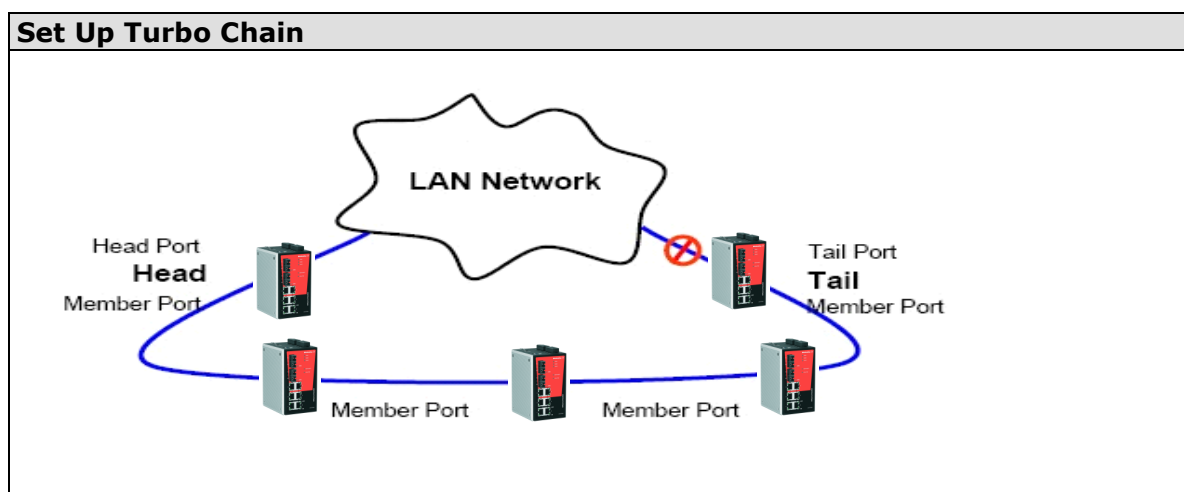 Set Up Turbo Chain
LAN Network
Head Port
Head
Member Port
Tail Port
Tail
Member Port
Member Port
Member Port